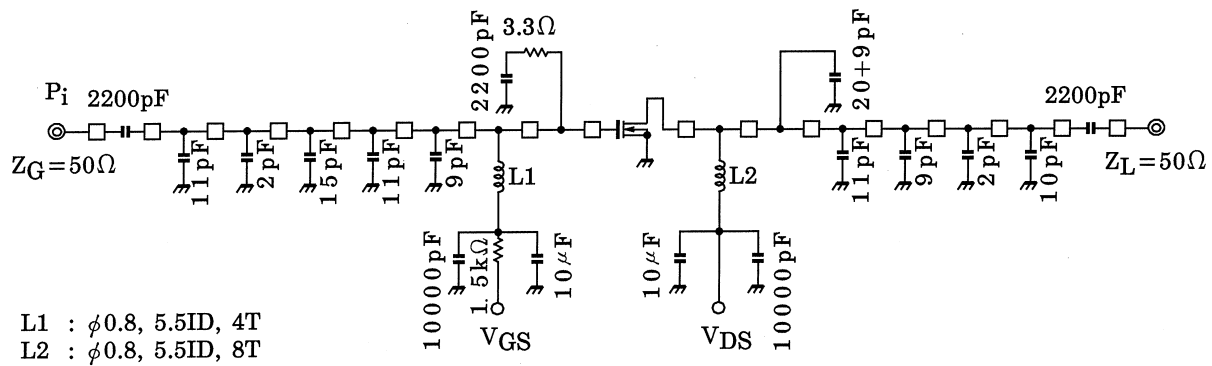 Pi
ZG=50Ω
2200pF
11pF
2pF
15pF
11pF
9pF
2200pF
3.3Ω
L1
10000pF
1.5kΩ
10μF
VGS
L2
10μF
10000pF
VDS
20+9pF
11pF
9pF
2pF
10pF
2200pF
ZL=50Ω
L1 : φ0.8, 5.5ID, 4T
L2 : φ0.8, 5.5ID, 8T